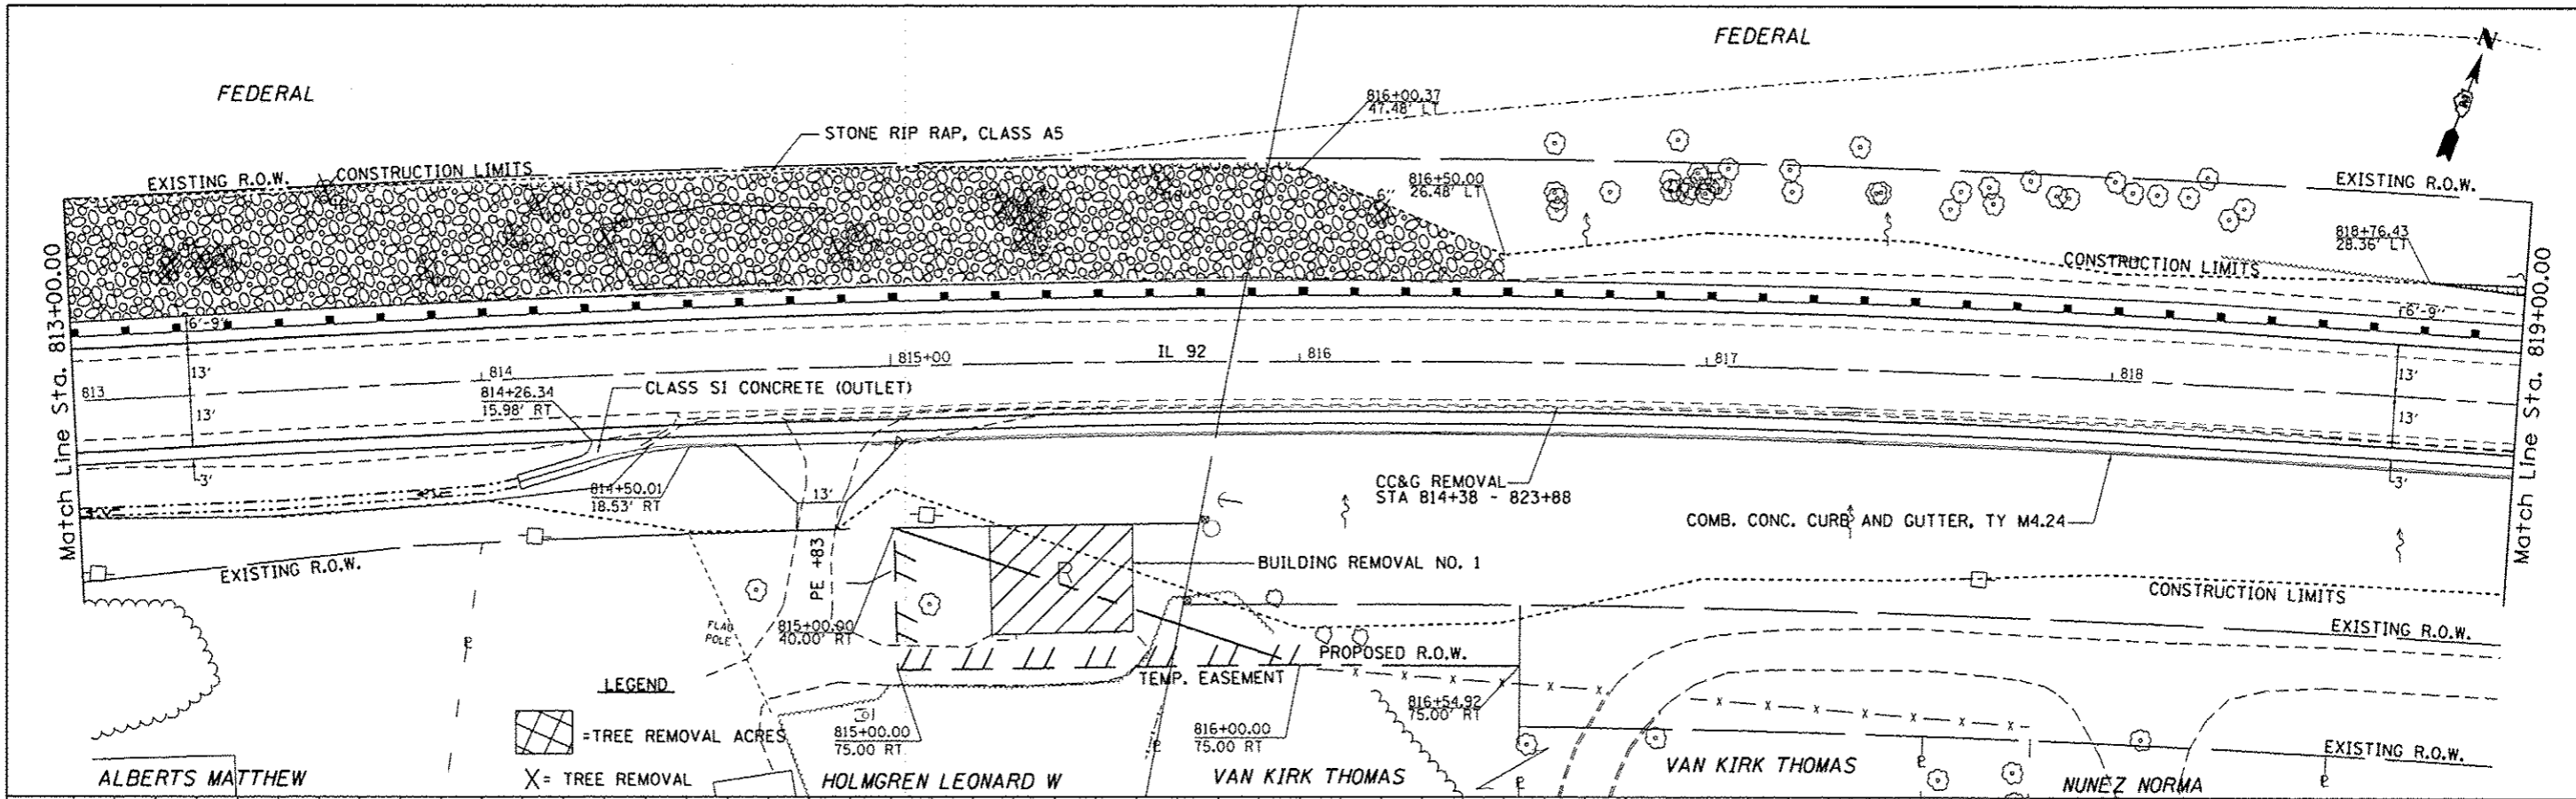 FEDERAL
FEDERAL
N
816+00.37
47.48' LT
STONE RIP RAP, CLASS A5
EXISTING R.O.W.
CONSTRUCTION LIMITS
816+50.00
26.48' LT
6"
EXISTING R.O.W.
818+76.43
28.36' LT
CONSTRUCTION LIMITS
Match Line Sta. 813+00.00
Match Line Sta. 819+00.00
6'-9"
6'-9"
13'
13'
813
814
815+00
IL 92
816
817
818
13'
13'
814+26.34
15.98' RT
CLASS SI CONCRETE (OUTLET)
3'
3'
814+50.01
18.53' RT
13'
CC&G REMOVAL
STA 814+38 - 823+88
COMB. CONC. CURB AND GUTTER, TY M4.24
EXISTING R.O.W.
PE +83
BUILDING REMOVAL NO. 1
R
CONSTRUCTION LIMITS
FLAG
POLE
815+00.00
40.00' RT
EXISTING R.O.W.
PROPOSED R.O.W.
TEMP. EASEMENT
LEGEND
=TREE REMOVAL ACRES
X= TREE REMOVAL
815+00.00
75.00 RT
816+00.00
75.00 RT
816+54.92
75.00' RT
EXISTING R.O.W.
ALBERTS MATTHEW
HOLMGREN LEONARD W
VAN KIRK THOMAS
VAN KIRK THOMAS
NUNEZ NORMA